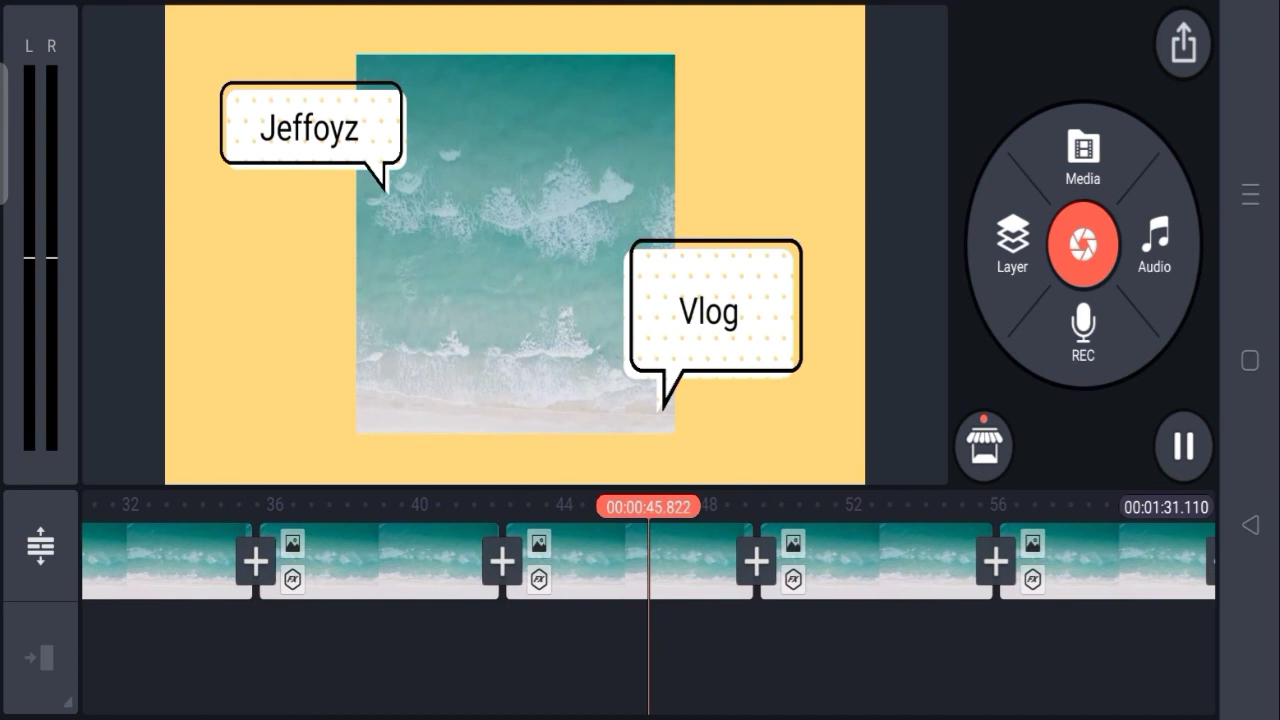 L R
Jeffoyz
Vlog
Media
Layer
Audio
REC
32
36
40
44
00:00:45.822
48
52
56
00:01:31.110